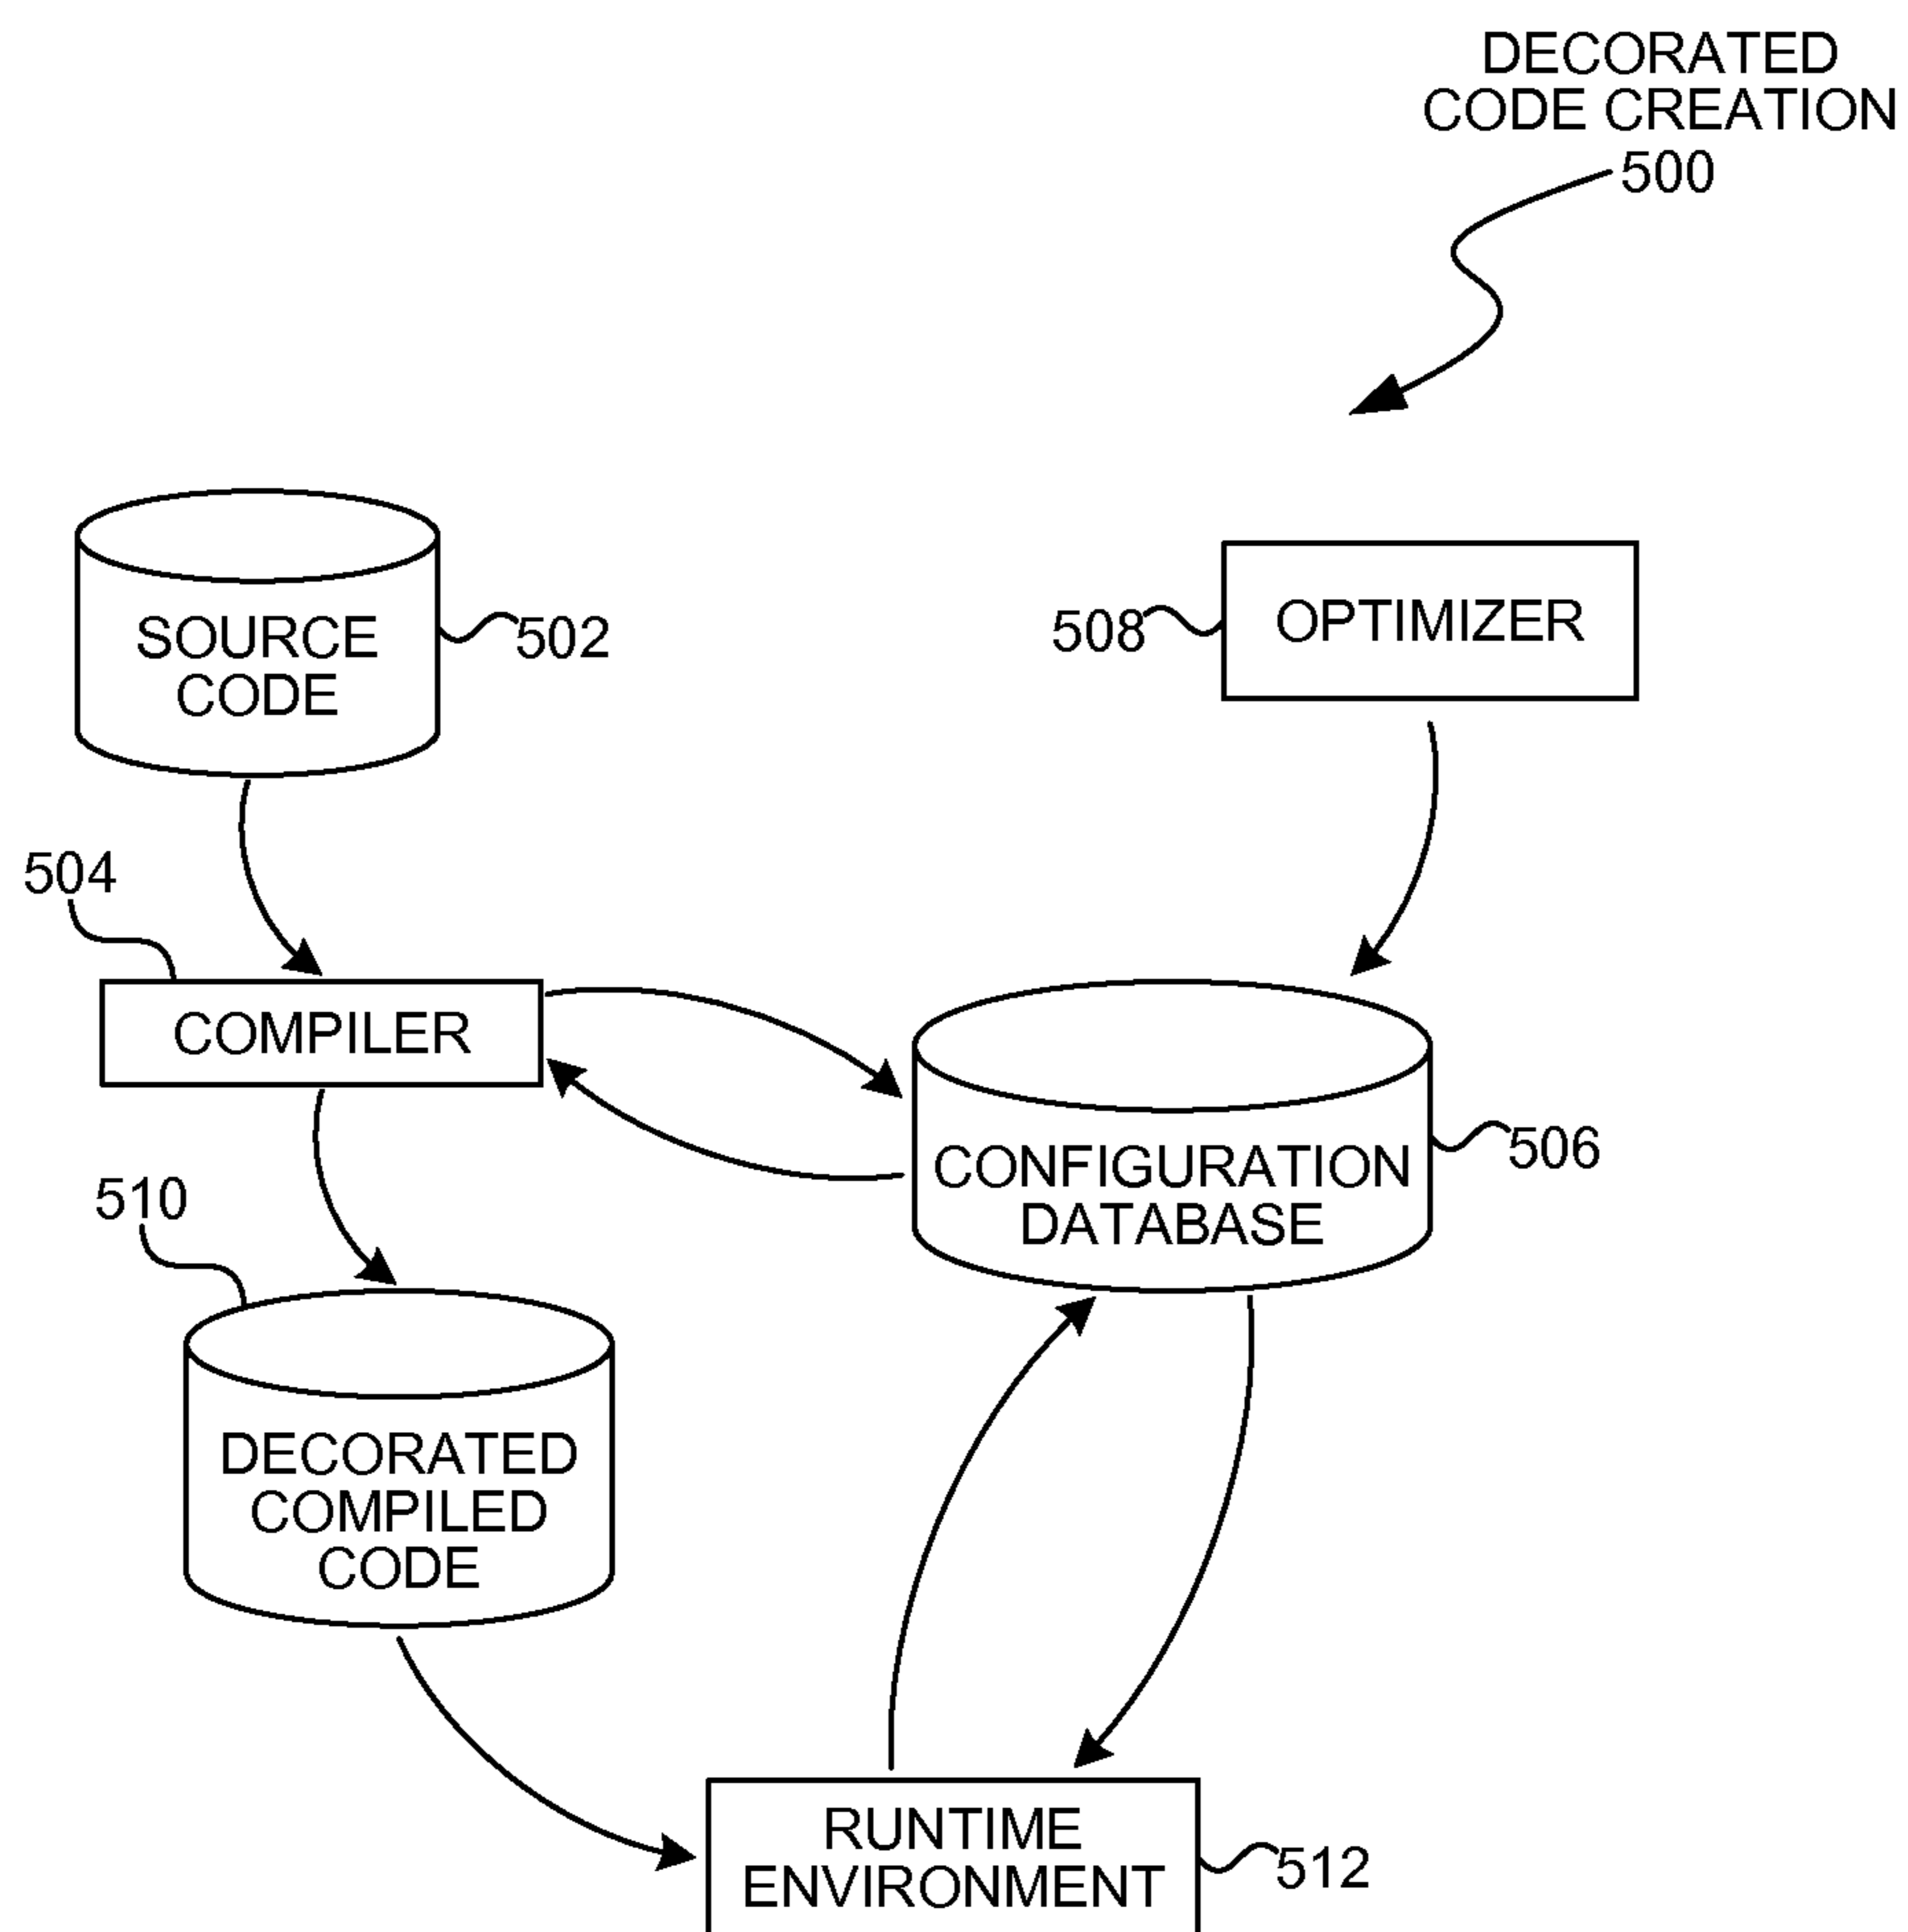 DECORATED
CODE CREATION
500
SOURCE
CODE
502
508
OPTIMIZER
504
COMPILER
CONFIGURATION
DATABASE
506
510
DECORATED
COMPILED
CODE
RUNTIME
ENVIRONMENT
512